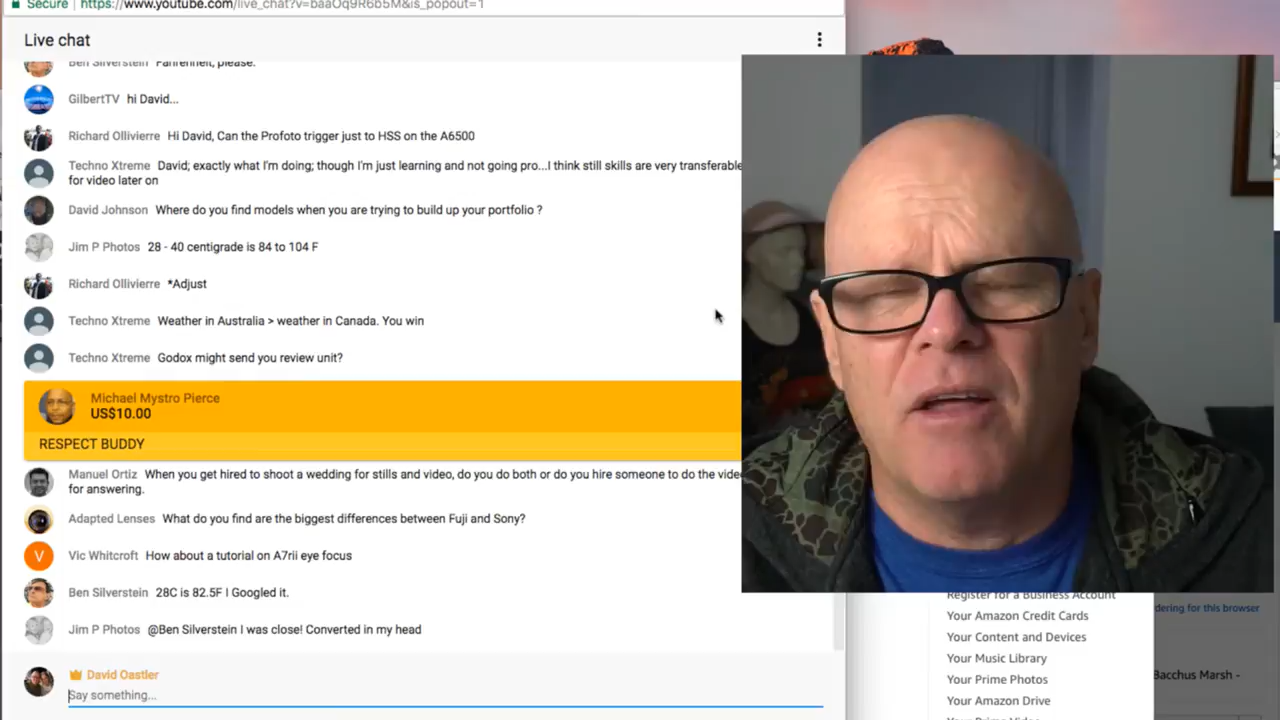 Secure https://www.youtube.com/live_chat?v=baaOq9R6b5M&is_popout=1
Live chat
Ben Silverstein Fahrenheit, please.
GilbertTV hi David...
Richard Ollivierre Hi David, Can the Profoto trigger just to HSS on the A6500
Techno Xtreme David; exactly what I'm doing; though I'm just learning and not going pro...I think still skills are very transferable
for video later on
David Johnson Where do you find models when you are trying to build up your portfolio ?
Jim P Photos 28 - 40 centigrade is 84 to 104 F
Richard Ollivierre *Adjust
Techno Xtreme Weather in Australia > weather in Canada. You win
Techno Xtreme Godox might send you review unit?
Michael Mystro Pierce
US$10.00
RESPECT BUDDY
Manuel Ortiz When you get hired to shoot a wedding for stills and video, do you do both or do you hire someone to do the video
for answering.
Adapted Lenses What do you find are the biggest differences between Fuji and Sony?
V Vic Whitcroft How about a tutorial on A7rii eye focus
Ben Silverstein 28C is 82.5F I Googled it.
Jim P Photos @Ben Silverstein I was close! Converted in my head
David Oastler
Say something...
Register for a Business Account
Your Amazon Credit Cards
Your Content and Devices
Your Music Library
Your Prime Photos
Your Amazon Drive
Your Prime Video
dering for this browser
Bacchus Marsh -